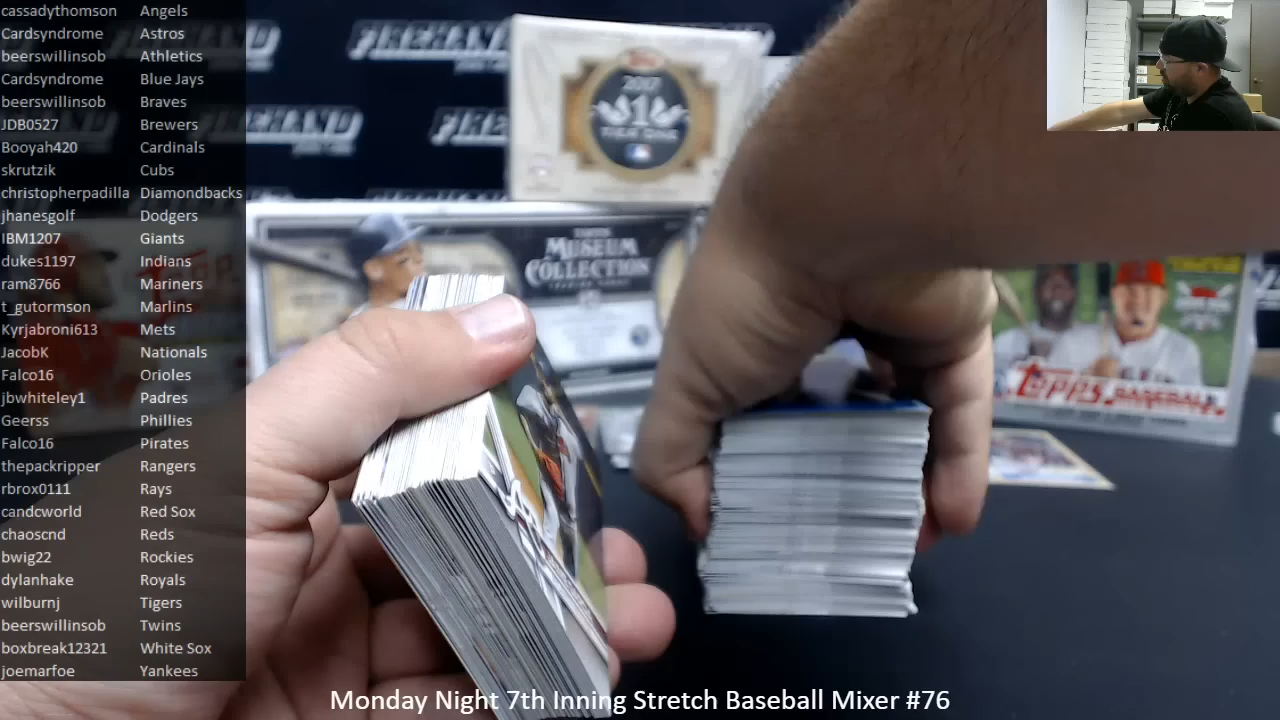 cassadythomson Angels
Cardsyndrome Astros
beerswillinsob Athletics
Cardsyndrome Blue Jays
beerswillinsob Braves
JDB0527 Brewers
Booyah420 Cardinals
skrutzik Cubs
christopherpadilla Diamondbacks
jhanesgolf Dodgers
IBM1207 Giants
dukes1197 Indians
ram8766 Mariners
t_gutormson Marlins
Kyrjabroni613 Mets
JacobK Nationals
Falco16 Orioles
jbwhiteley1 Padres
Geerss Phillies
Falco16 Pirates
thepackripper Rangers
rbrox0111 Rays
candcworld Red Sox
chaoscnd Reds
bwig22 Rockies
dylanhake Royals
wilburnj Tigers
beerswillinsob Twins
boxbreak12321 White Sox
joemarfoe Yankees
FIREHAND
FIREHAND
2017
1
TIER ONE
TOPPS
MUSEUM
COLLECTION
Topps BASEBALL
Monday Night 7th Inning Stretch Baseball Mixer #76